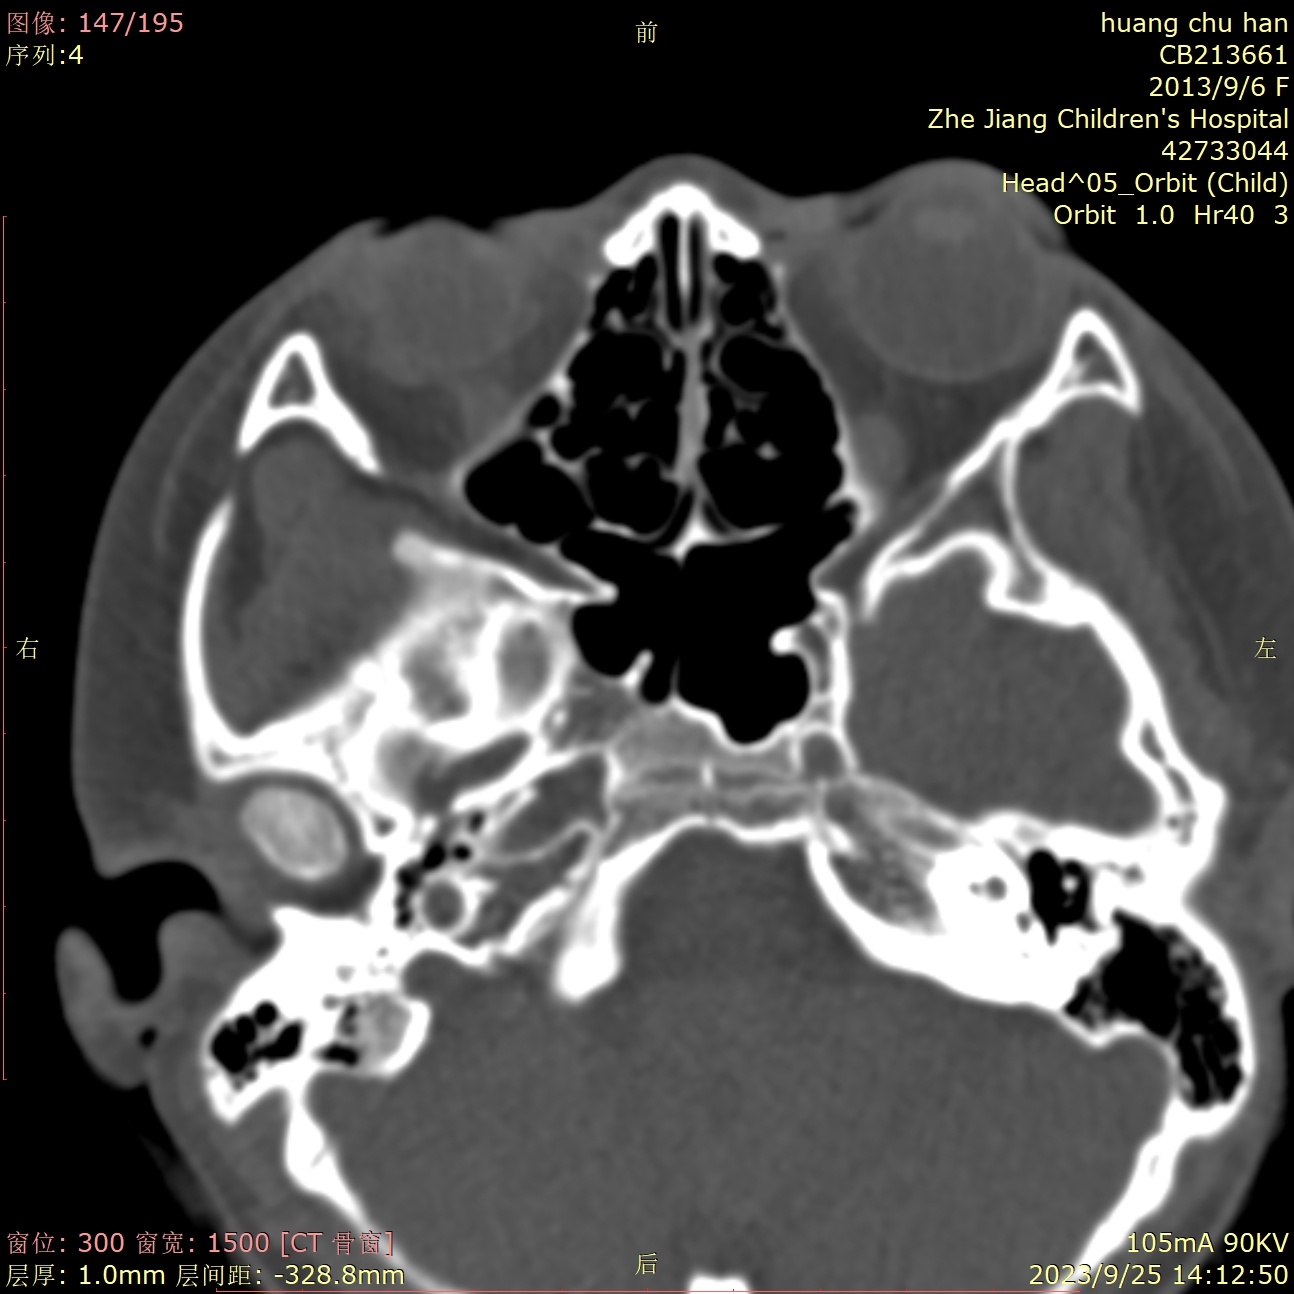 图像: 147/195
序列:4
前
huang chu han
CB213661
2013/9/6 F
Zhe Jiang Children's Hospital
42733044
Head^05_Orbit (Child)
Orbit 1.0 Hr40 3
右
左
窗位: 300 窗宽: 1500 [CT 骨窗]
层厚: 1.0mm 层间距: -328.8mm
后
105mA 90KV
2023/9/25 14:12:50